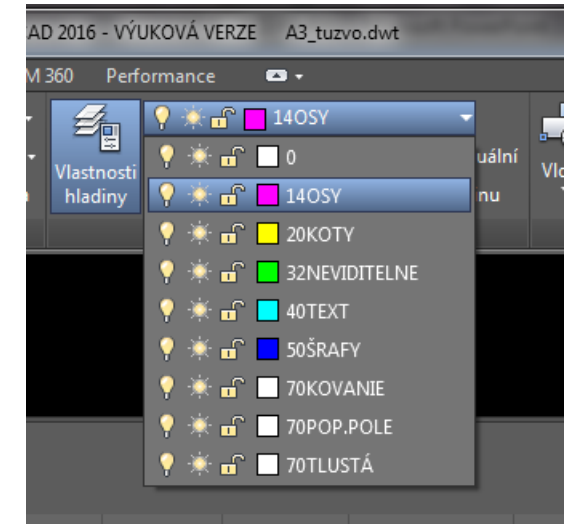 AD 2016 - VÝUKOVÁ VERZE A3_tuzvo.dwt
M 360 Performance
Vlastnosti
hladiny
14OSY
0
14OSY
20KOTY
32NEVIDITELNE
40TEXT
50ŠRAFY
70KOVANIE
70POP.POLE
70TLUSTÁ
uální
nu
Vlo